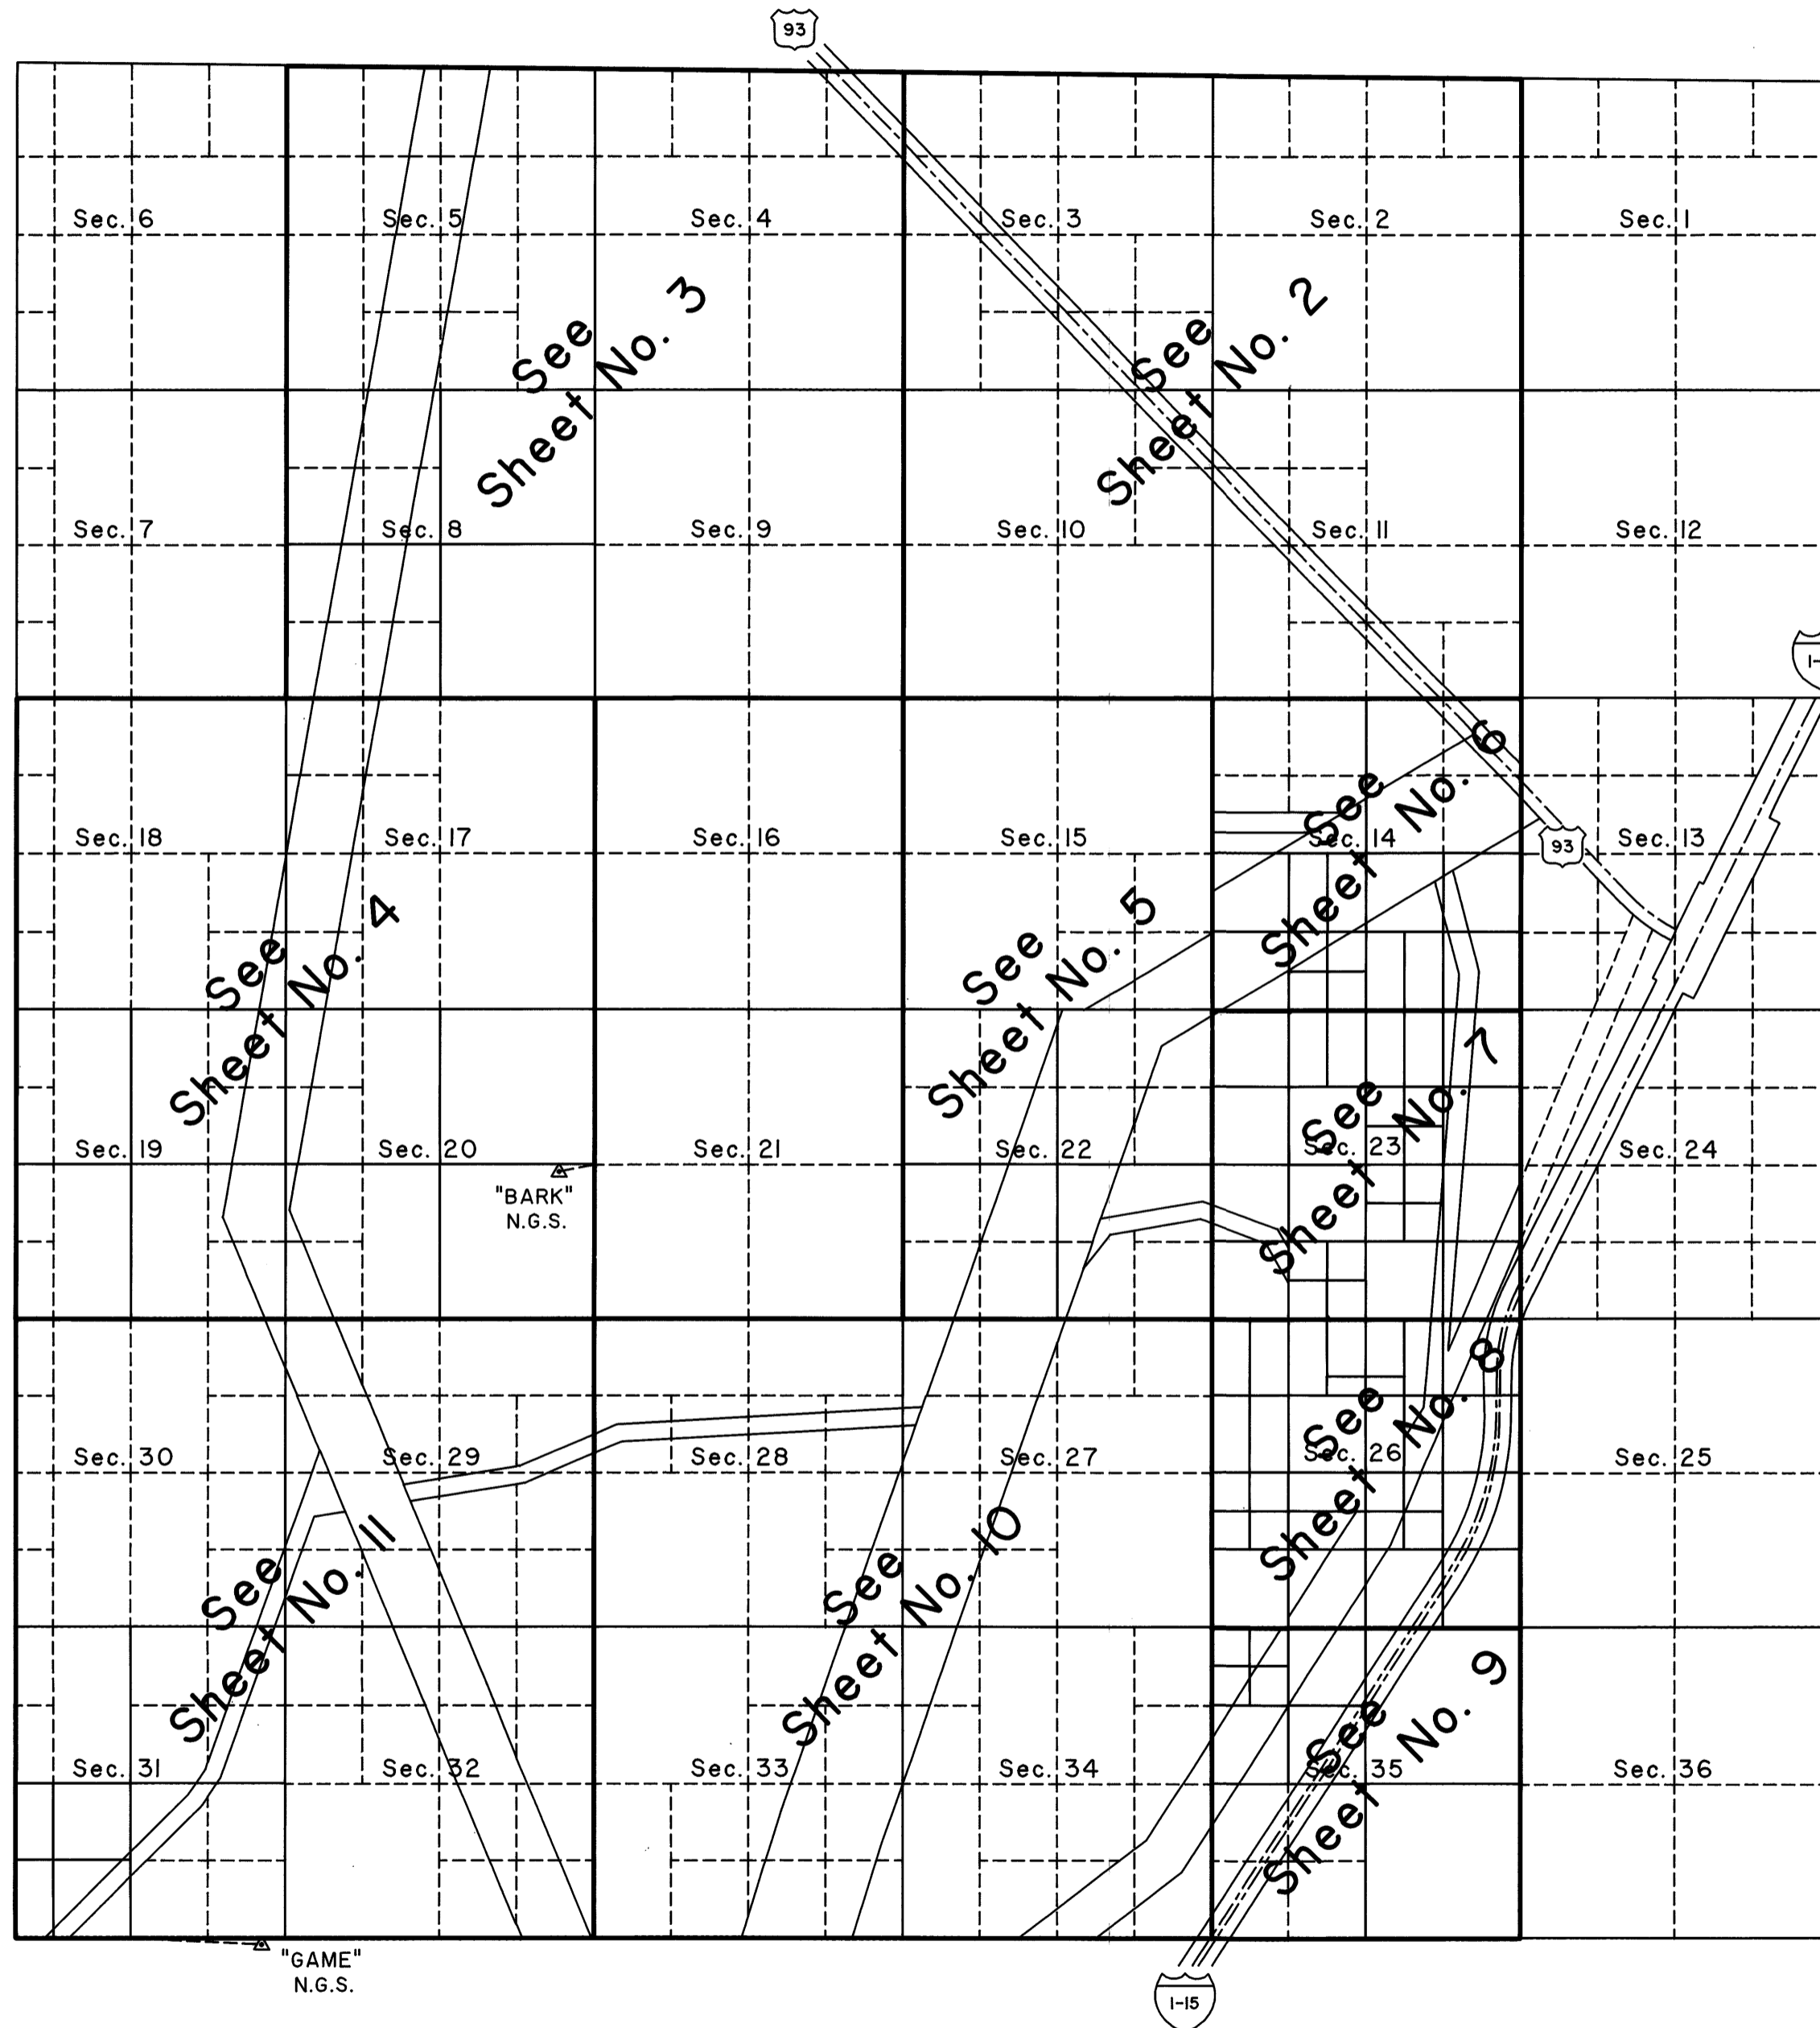 93
Sec. 6
Sec. 5
Sec. 4
Sec. 3
Sec. 2
Sec. 1
See
Sheet No. 3
See
Sheet No. 2
Sec. 7
Sec. 8
Sec. 9
Sec. 10
Sec. 11
Sec. 12
I-
Sec. 18
Sec. 17
Sec. 16
Sec. 15
Sec. 14
Sec. 13
93
See
Sheet No. 4
See
Sheet No. 5
See
Sheet No. 6
Sec. 19
Sec. 20
Sec. 21
Sec. 22
Sec. 23
Sec. 24
"BARK"
N.G.S.
See
Sheet No. 7
Sec. 30
Sec. 29
Sec. 28
Sec. 27
Sec. 26
Sec. 25
See
Sheet No. 8
See
Sheet No. 11
See
Sheet No. 10
See
Sheet No. 9
Sec. 31
Sec. 32
Sec. 33
Sec. 34
Sec. 35
Sec. 36
"GAME"
N.G.S.
I-15